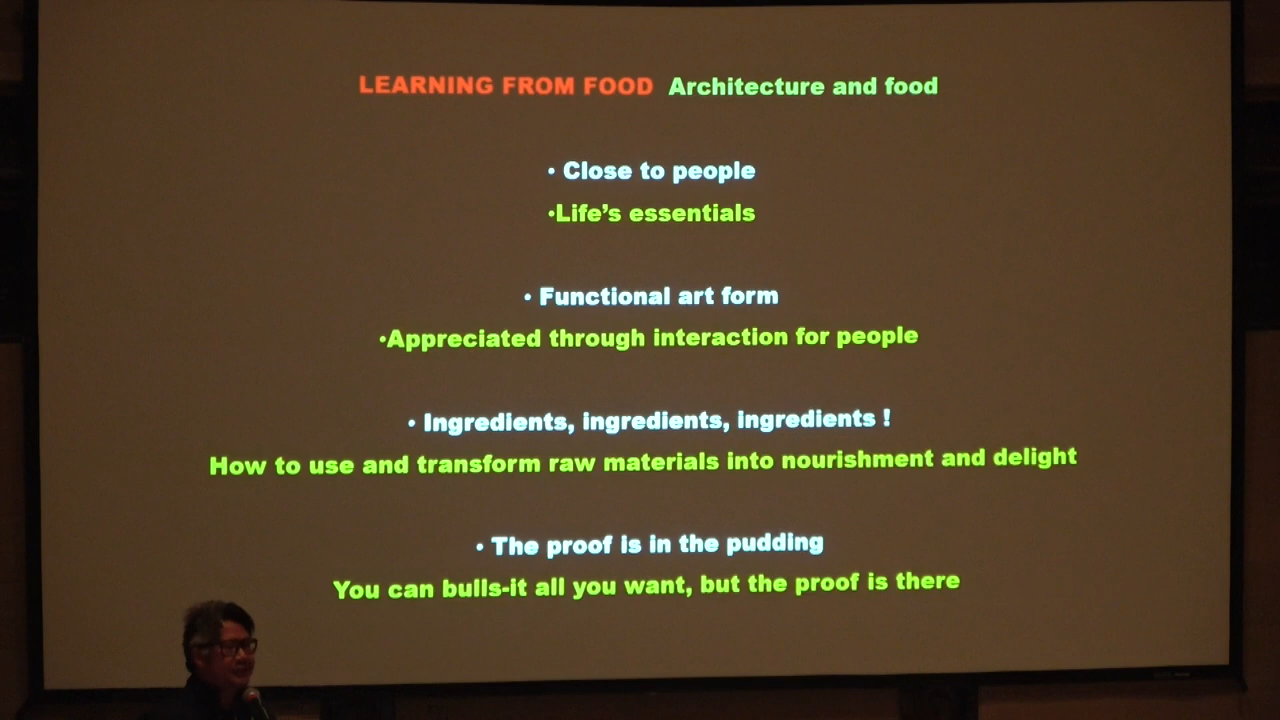 LEARNING FROM FOOD Architecture and food
• Close to people
•Life’s essentials
• Functional art form
•Appreciated through interaction for people
• Ingredients, ingredients, ingredients !
How to use and transform raw materials into nourishment and delight
• The proof is in the pudding
You can bulls-it all you want, but the proof is there